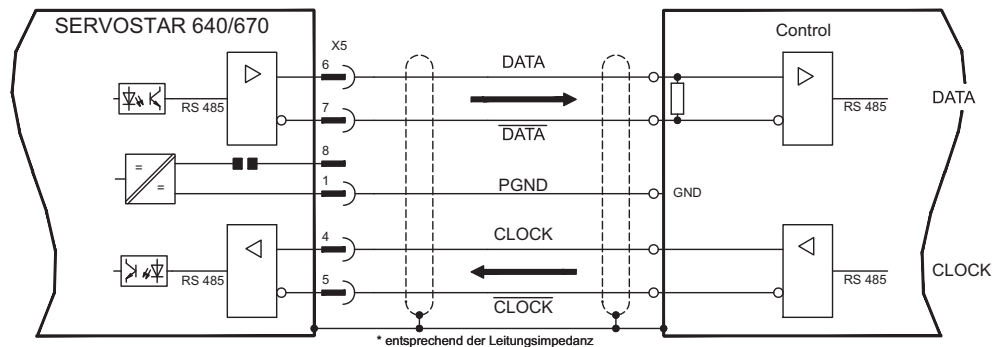 SERVOSTAR 640/670
Control
X5
6
DATA
RS 485
RS 485
DATA
7
DATA
8
=
=
1
PGND
GND
4
CLOCK
RS 485
RS 485
CLOCK
5
CLOCK
* entsprechend der Leitungsimpedanz